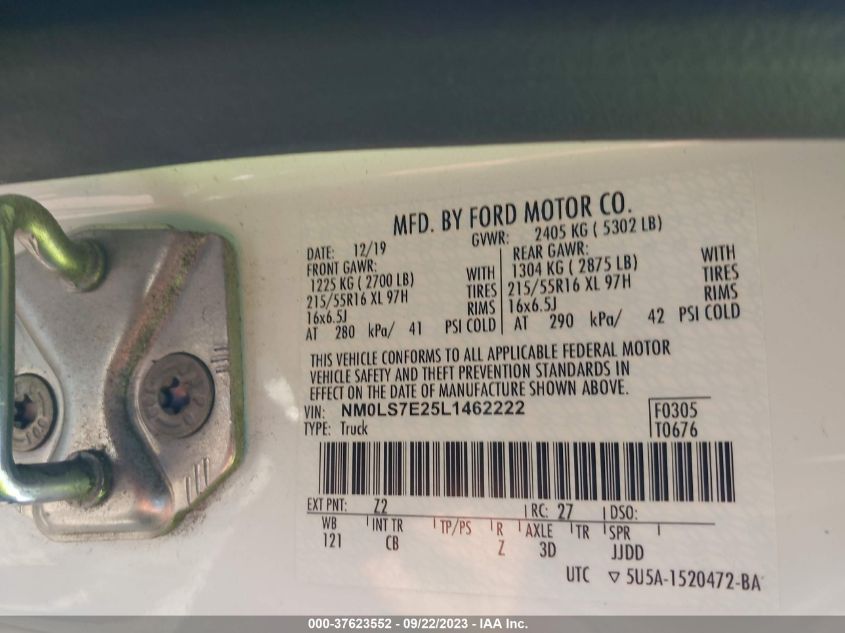 MFD. BY FORD MOTOR CO.
DATE: 12/19 GVWR: 2405 KG ( 5302 LB)
FRONT GAWR: REAR GAWR:
1225 KG ( 2700 LB) WITH 1304 KG ( 2875 LB) WITH
215/55R16 XL 97H TIRES 215/55R16 XL 97H TIRES
16x6.5J RIMS 16x6.5J RIMS
AT 280 kPa/ 41 PSI COLD AT 290 kPa/ 42 PSI COLD
THIS VEHICLE CONFORMS TO ALL APPLICABLE FEDERAL MOTOR
VEHICLE SAFETY AND THEFT PREVENTION STANDARDS IN
EFFECT ON THE DATE OF MANUFACTURE SHOWN ABOVE.
VIN: NM0LS7E25L1462222 F0305
TYPE: Truck T0676
EXT PNT: Z2 RC: 27 DSO:
WB INT TR TP/PS R AXLE TR SPR
121 CB Z 3D JJDD
UTC ▽ 5U5A-1520472-BA
000-37623552 - 09/22/2023 - IAA Inc.